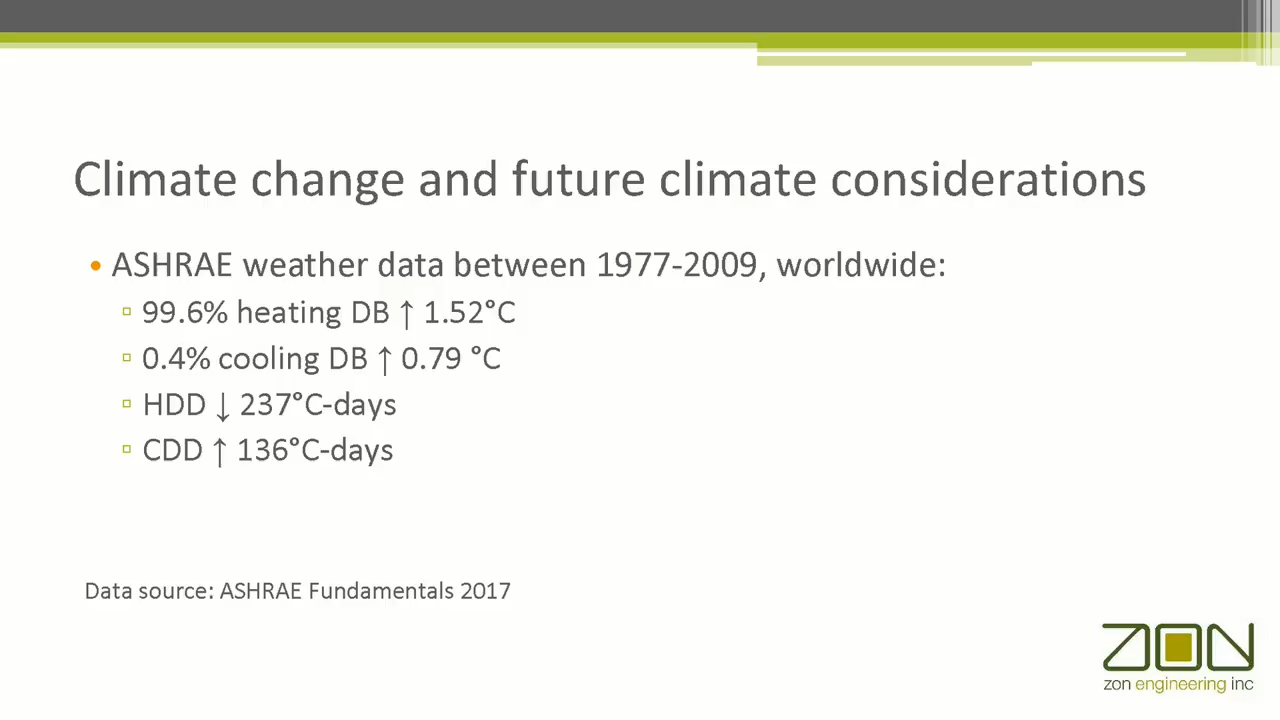 Climate change and future climate considerations
• ASHRAE weather data between 1977-2009, worldwide:
▫ 99.6% heating DB ↑ 1.52°C
▫ 0.4% cooling DB ↑ 0.79 °C
▫ HDD ↓ 237°C-days
▫ CDD ↑ 136°C-days
Data source: ASHRAE Fundamentals 2017
ZON
zon engineering inc